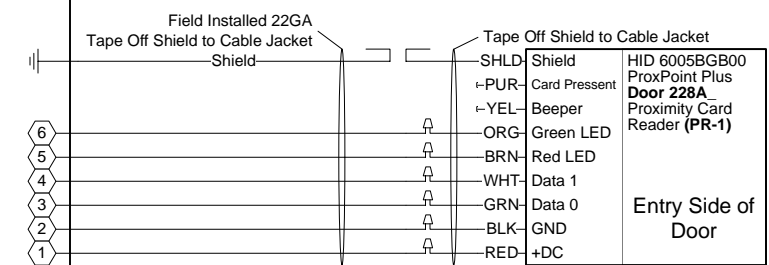 Field Installed 22GA
Tape Off Shield to Cable Jacket
Shield
Tape Off Shield to Cable Jacket
SHLD Shield
PUR Card Pressent
YEL Beeper
6 ORG Green LED
5 BRN Red LED
4 WHT Data 1
3 GRN Data 0
2 BLK GND
1 RED +DC
HID 6005BGB00
ProxPoint Plus
Door 228A_
Proximity Card
Reader (PR-1)
Entry Side of
Door